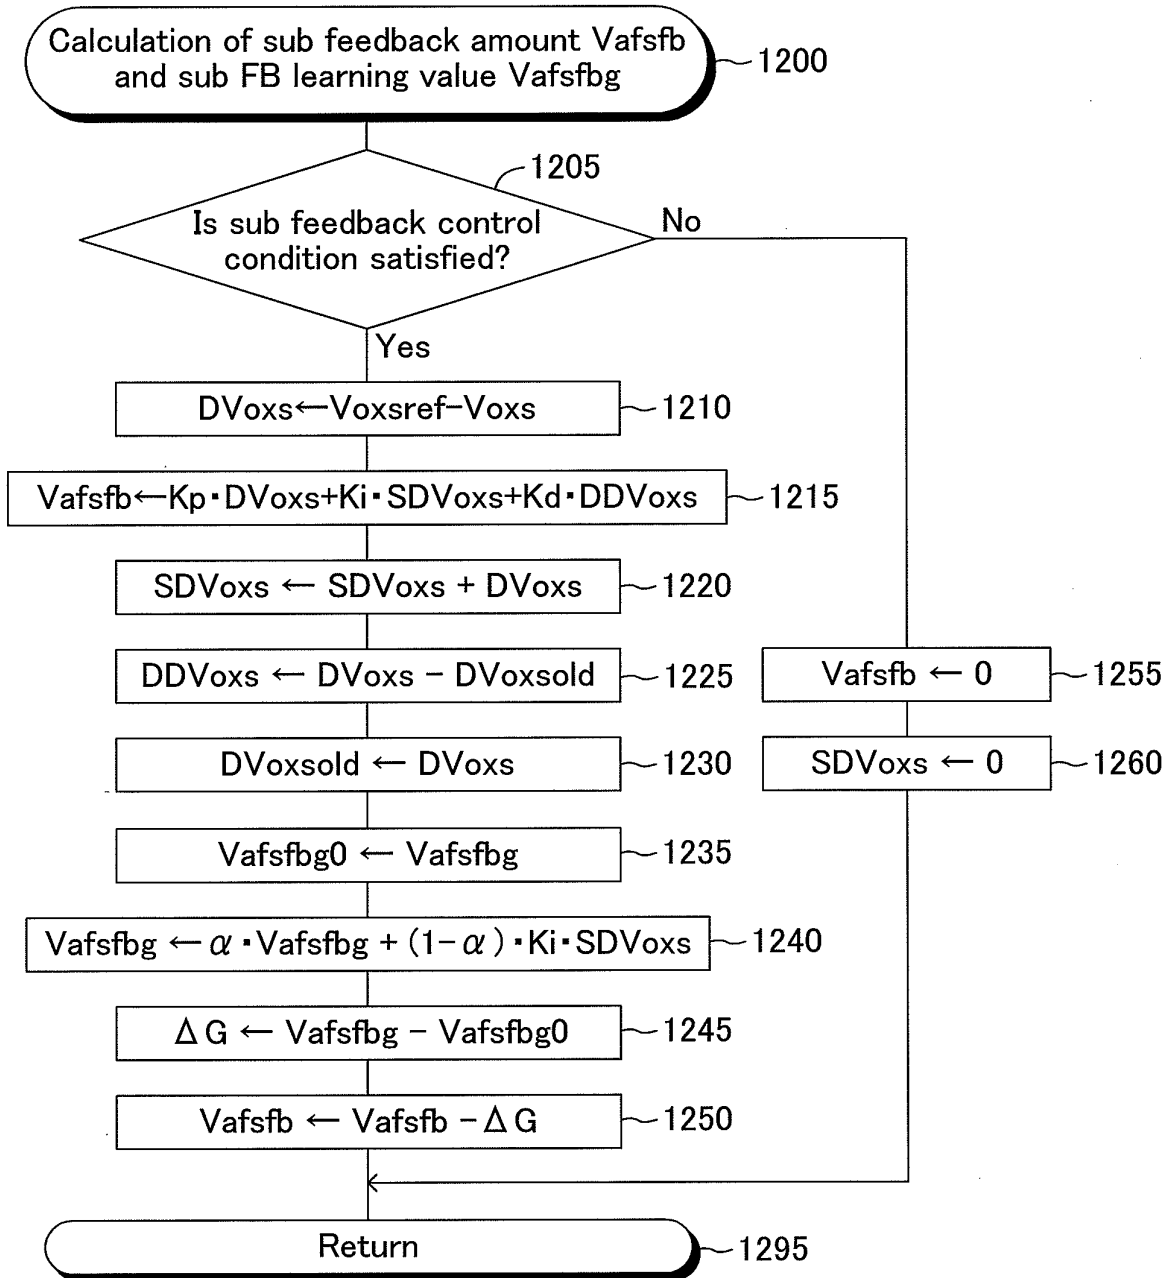 Calculation of sub feedback amount Vafsfb
and sub FB learning value Vafsfbg
1200
1205
Is sub feedback control
condition satisfied?
No
Yes
DVoxs←Voxsref-Voxs
1210
Vafsfb←Kp・DVoxs+Ki・SDVoxs+Kd・DDVoxs
1215
SDVoxs ← SDVoxs + DVoxs
1220
DDVoxs ← DVoxs - DVoxsold
1225
Vafsfb ← 0
1255
DVoxsold ← DVoxs
1230
SDVoxs ← 0
1260
Vafsfbg0 ← Vafsfbg
1235
Vafsfbg ← α・Vafsfbg + (1-α)・Ki・SDVoxs
1240
ΔG ← Vafsfbg - Vafsfbg0
1245
Vafsfb ← Vafsfb - ΔG
1250
Return
1295